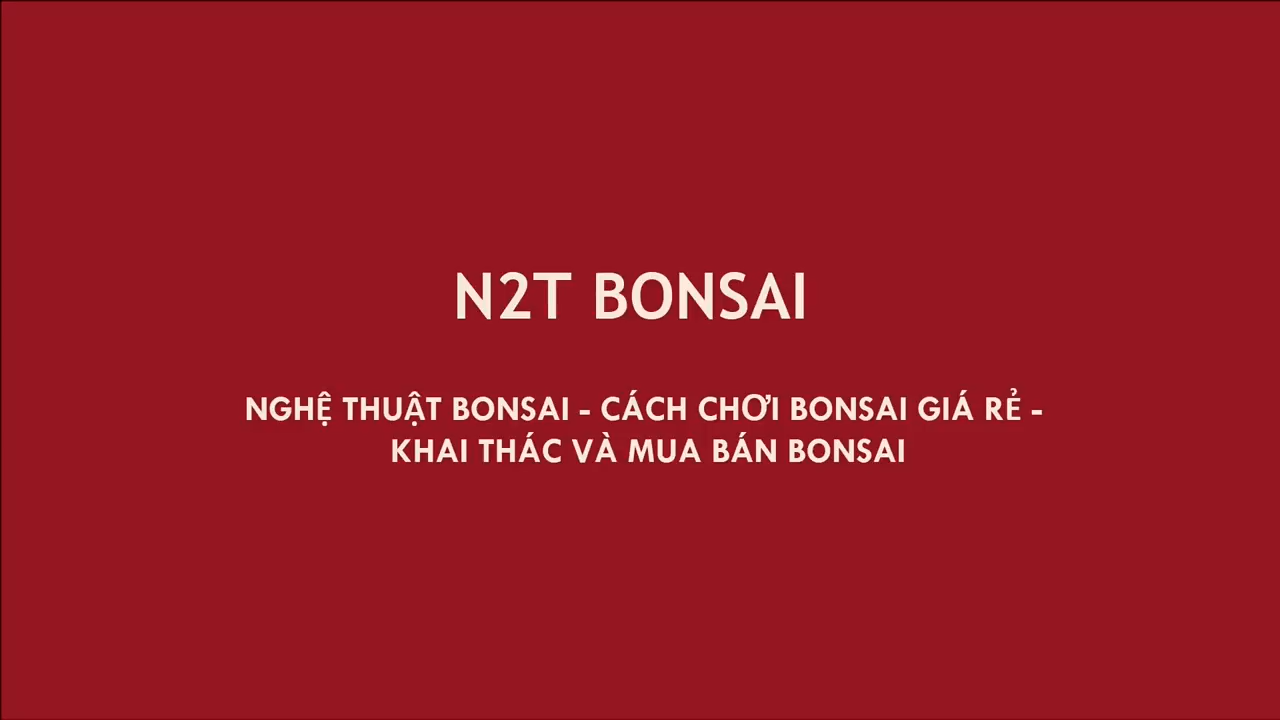 N2T BONSAI
NGHỆ THUẬT BONSAI - CÁCH CHƠI BONSAI GIÁ RẺ -
KHAI THÁC VÀ MUA BÁN BONSAI